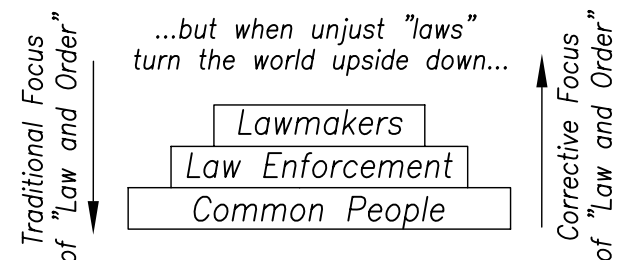 ...but when unjust "laws"
turn the world upside down...
Traditional Focus
of "Law and Order"
Lawmakers
Law Enforcement
Common People
Corrective Focus
of "Law and Order"